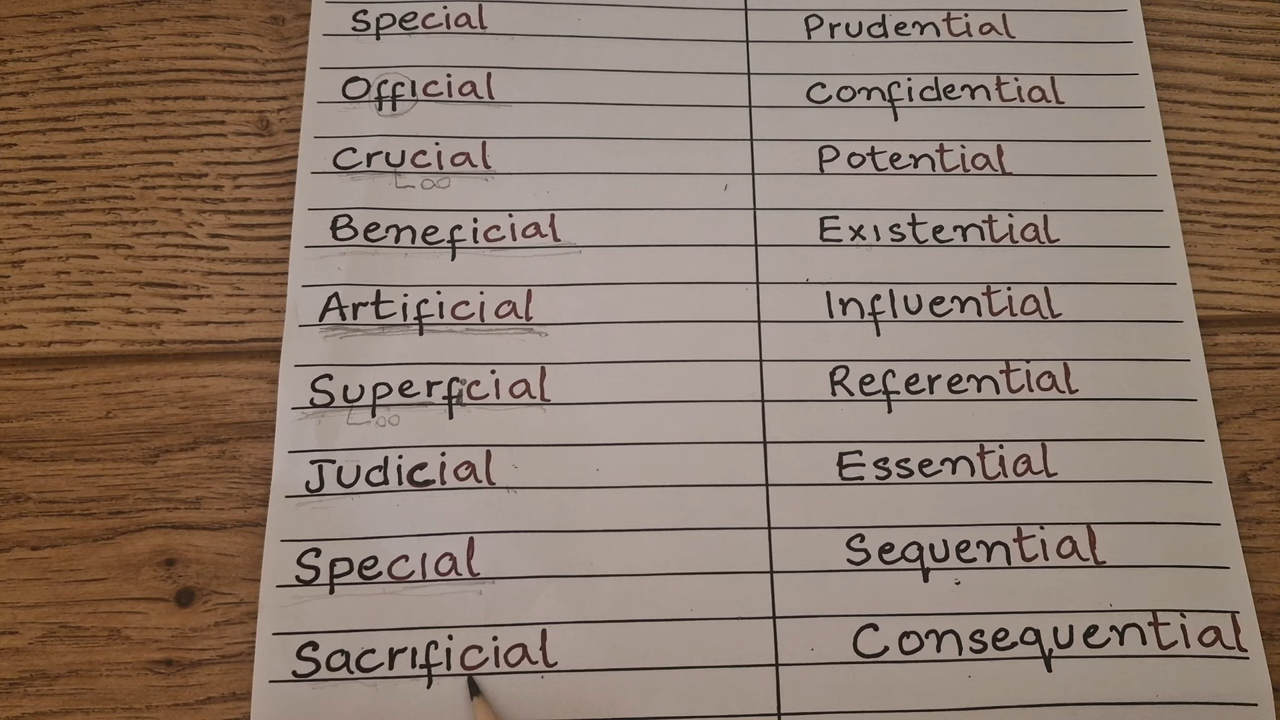 Special Prudential
Official Confidential
Crucial Potential
Beneficial Existential
Artificial Influential
Superficial Referential
Judicial Essential
Special Sequential
Sacrificial Consequential